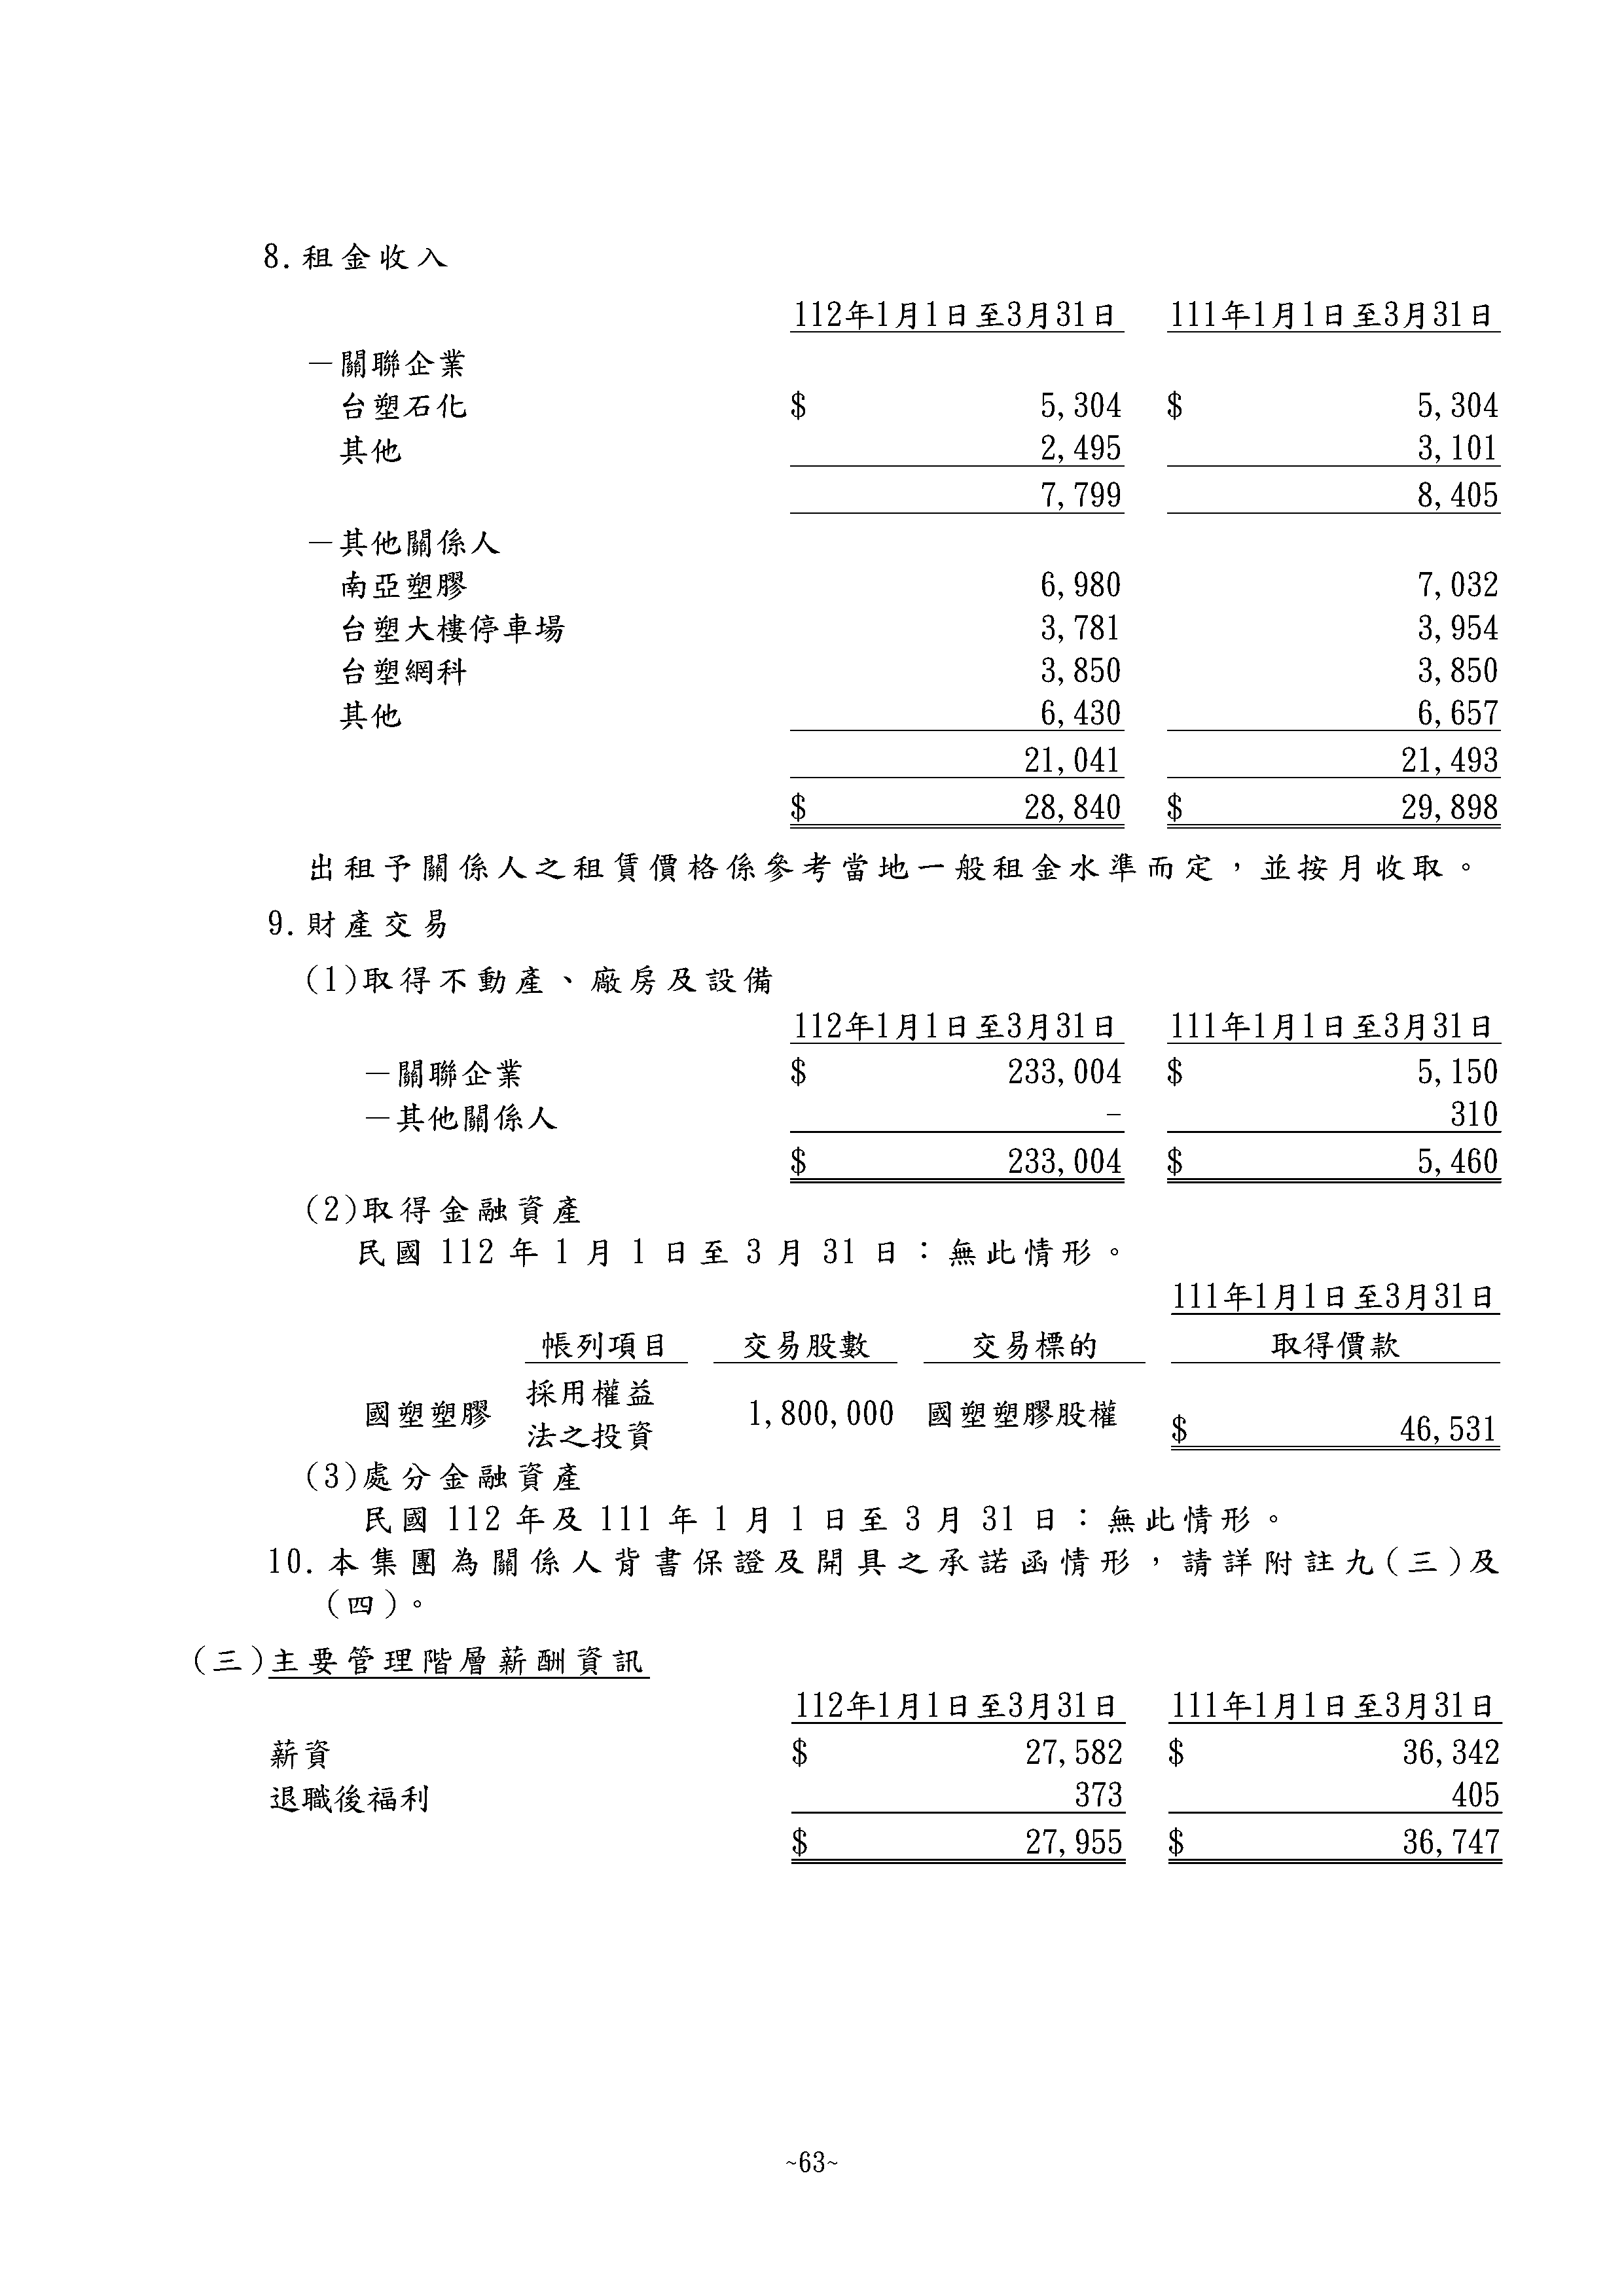 8.租金收入
112年1月1日至3月31日 111年1月1日至3月31日
－關聯企業
台塑石化 $ 5,304 $ 5,304
其他 2,495 3,101
7,799 8,405
－其他關係人
南亞塑膠 6,980 7,032
台塑大樓停車場 3,781 3,954
台塑網科 3,850 3,850
其他 6,430 6,657
21,041 21,493
$ 28,840 $ 29,898
出租予關係人之租賃價格係參考當地一般租金水準而定，並按月收取。
9.財產交易
(1)取得不動產、廠房及設備
112年1月1日至3月31日 111年1月1日至3月31日
－關聯企業 $ 233,004 $ 5,150
－其他關係人 - 310
$ 233,004 $ 5,460
(2)取得金融資產
民國 112 年 1 月 1 日至 3 月 31 日：無此情形。
111年1月1日至3月31日
帳列項目 交易股數 交易標的 取得價款
採用權益
國塑塑膠 1,800,000 國塑塑膠股權 $ 46,531
法之投資
(3)處分金融資產
民國 112 年及 111 年 1 月 1 日至 3 月 31 日：無此情形。
10.本集團為關係人背書保證及開具之承諾函情形，請詳附註九(三)及
(四)。
(三)主要管理階層薪酬資訊
112年1月1日至3月31日 111年1月1日至3月31日
薪資 $ 27,582 $ 36,342
退職後福利 373 405
$ 27,955 $ 36,747
~63~